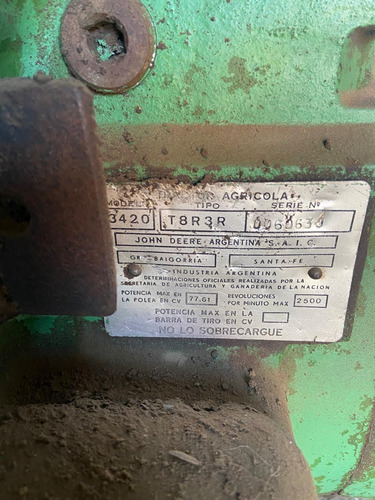 AGRICOLA
MODELO TIPO SERIE Nº
3420 T8R3R
JOHN DEERE ARGENTINA S.A.I.C.
GR. BAIGORRIA SANTA-FE
INDUSTRIA ARGENTINA
DETERMINACIONES OFICIALES REALIZADAS POR LA
SECRETARIA DE AGRICULTURA Y GANADERIA DE LA NACION
POTENCIA MAX EN REVOLUCIONES
LA POLEA EN CV 77.61 POR MINUTO MAX 2500
POTENCIA MAX EN LA
BARRA DE TIRO EN CV
NO LO SOBRECARGUE